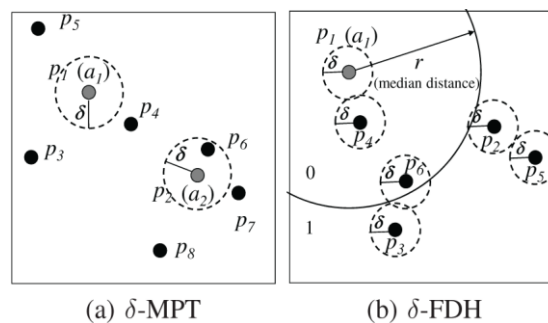 p5
p1 (a1)
δ
p4
p3
δ
p6
p2 (a2)
p7
p8
(a) δ-MPT
p1 (a1)
δ
r
(median distance)
δ
p4
δ
p2
δ
p5
0
p6
δ
1
δ
p3
(b) δ-FDH